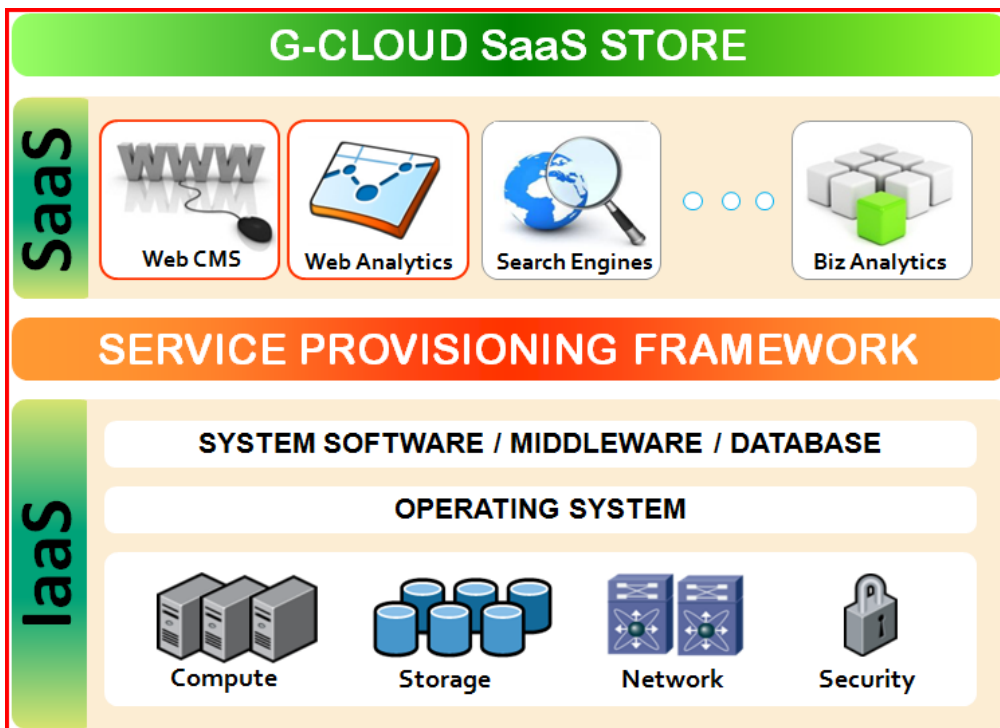 G-CLOUD SaaS STORE
SaaS
WWW
Web CMS
Web Analytics
Search Engines
Biz Analytics
SERVICE PROVISIONING FRAMEWORK
IaaS
SYSTEM SOFTWARE / MIDDLEWARE / DATABASE
OPERATING SYSTEM
Compute
Storage
Network
Security